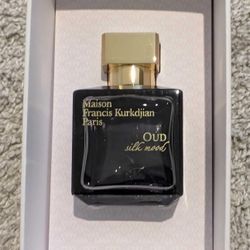 Maison
Francis Kurkdjian
Paris
OUD
silk mood